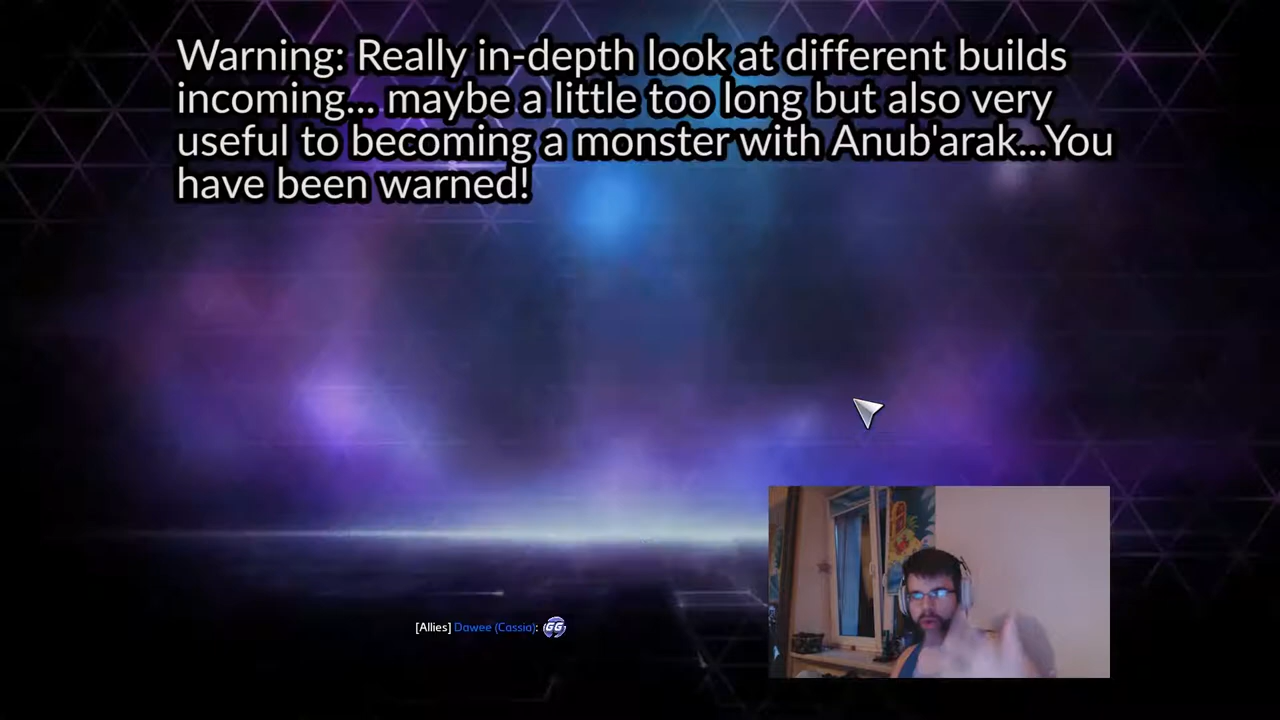 Warning: Really in-depth look at different builds
incoming... maybe a little too long but also very
useful to becoming a monster with Anub'arak...You
have been warned!
[Allies] Dawee (Cassia): GG